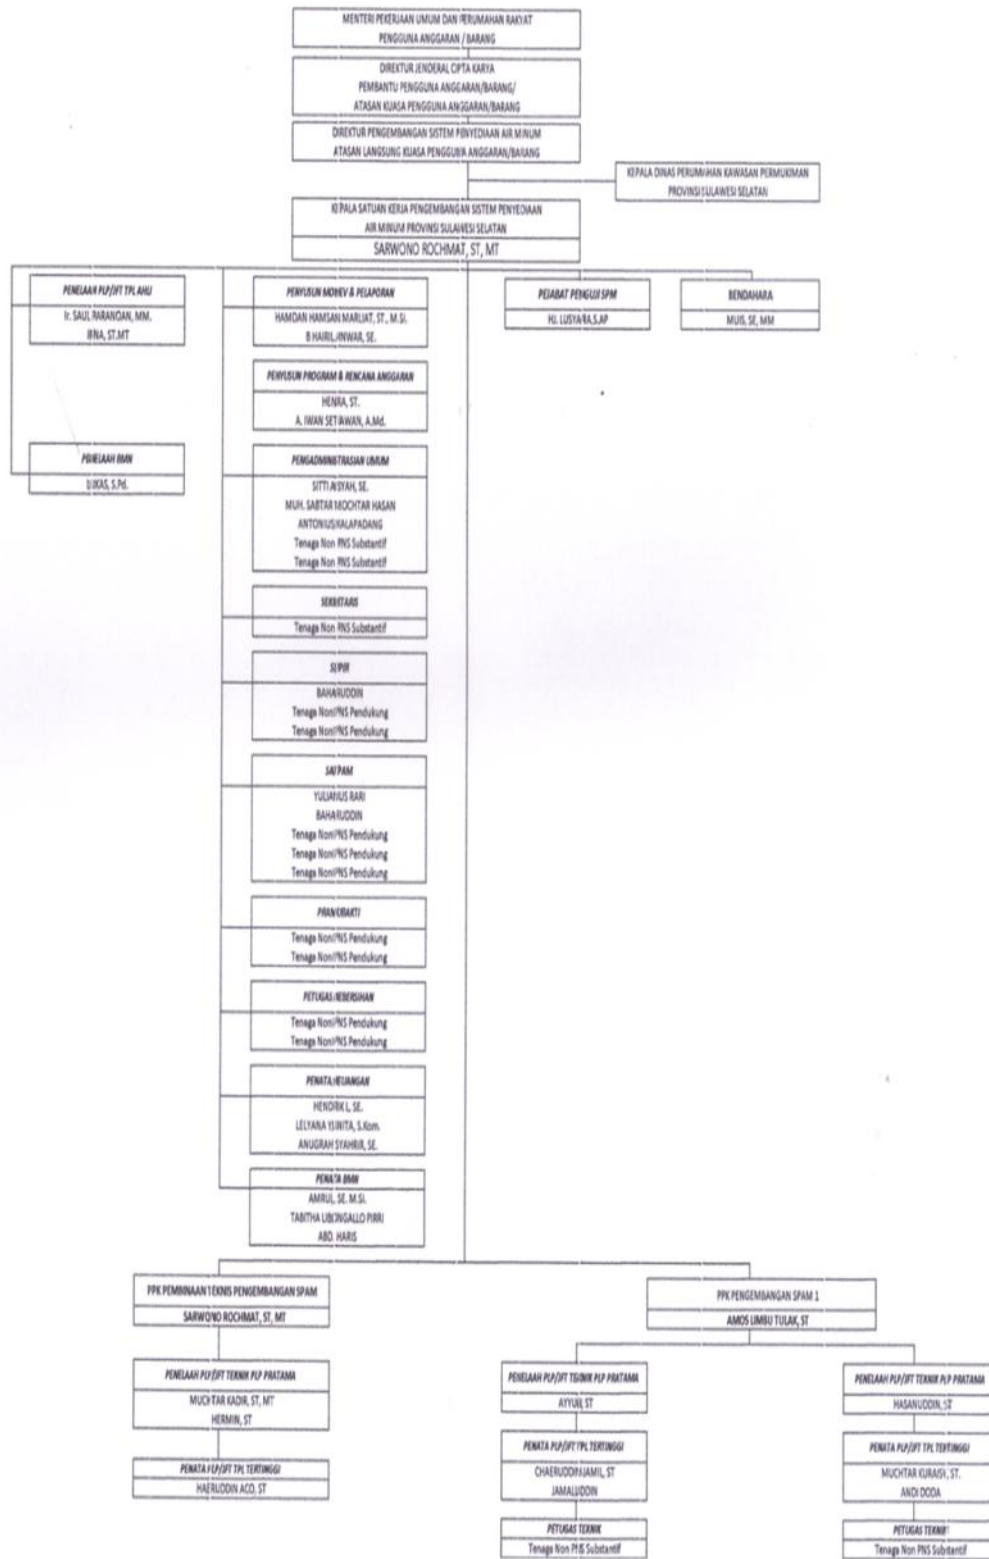 MENTERI PEKERJAAN UMUM DAN PERUMAHAN RAKYAT
PENGGUNA ANGGARAN / BARANG
DIREKTUR JENDERAL CIPTA KARYA
PEMBANTU PENGGUNA ANGGARAN/BARANG/
ATASAN KUASA PENGGUNA ANGGARAN/BARANG
DIREKTUR PENGEMBANGAN SISTEM PENYEDIAAN AIR MINUM
ATASAN LANGSUNG KUASA PENGGUNA ANGGARAN/BARANG
KEPALA DINAS PERUMAHAN KAWASAN PERMUKIMAN
PROVINSI SULAWESI SELATAN
KEPALA SATUAN KERJA PENGEMBANGAN SISTEM PENYEDIAAN
AIR MINUM PROVINSI SULAWESI SELATAN
SARWONO ROCHMAT, ST, MT
PENELAAH PLP/JFT TPL AHLI
Ir. SAUL PARANOAN, MM.
IRNA, ST.MT
PENELAAH BMN
LUKAS, S.Pd.
PENYUSUN MONEV & PELAPORAN
HAMDAN HAMSAN MARLIAT, ST., M.Si.
B HAIRIL ANWAR, SE.
PENYUSUN PROGRAM & RENCANA ANGGARAN
HENRA, ST.
A. IWAN SETIAWAN, A.Md.
PENGADMINISTRASIAN UMUM
SITTI AISYAH, SE.
MUH. SABTAR MOCHTAR HASAN
ANTONIUS KALAPADANG
Tenaga Non PNS Substantif
Tenaga Non PNS Substantif
SEKRETARIS
Tenaga Non PNS Substantif
SUPIR
BAHARUDDIN
Tenaga Non PNS Pendukung
Tenaga Non PNS Pendukung
SATPAM
YULIANUS RARI
BAHARUDDIN
Tenaga Non PNS Pendukung
Tenaga Non PNS Pendukung
Tenaga Non PNS Pendukung
PRAMUBAKTI
Tenaga Non PNS Pendukung
Tenaga Non PNS Pendukung
PETUGAS KEBERSIHAN
Tenaga Non PNS Pendukung
Tenaga Non PNS Pendukung
PENATA KEUANGAN
HENDRIK L, SE.
LELYANA YUNITA, S.Kom.
ANUGRAH SYAHRIR, SE.
PENATA BMN
AMRUL, SE. M.Si.
TABITHA PIRRI
ABD. HARIS
PEJABAT PENGUJI SPM
HJ. LUSYARA,S.AP
BENDAHARA
MUIS, SE, MM
PPK PEMBINAAN TEKNIS PENGEMBANGAN SPAM
SARWONO ROCHMAT, ST, MT
PENELAAH PLP/JFT TEKNIK PLP PRATAMA
MUCHTAR KADIR, ST, MT
HERMIN, ST
PENATA PLP/JFT TPL TERTINGGI
HAERUDDIN ACO, ST
PPK PENGEMBANGAN SPAM 1
AMOS LIMBU TULAK, ST
PENELAAH PLP/JFT TEKNIK PLP PRATAMA
AYYUB, ST
PENATA PLP/JFT TPL TERTINGGI
CHAERUDDIN JAMIL, ST
JAMALUDDIN
PETUGAS TEKNIK
Tenaga Non PNS Substantif
PENELAAH PLP/JFT TEKNIK PLP PRATAMA
HASANUDDIN, ST
PENATA PLP/JFT TPL TERTINGGI
MUCHTAR KURAISY, ST.
ANDI DODA
PETUGAS TEKNIK
Tenaga Non PNS Substantif